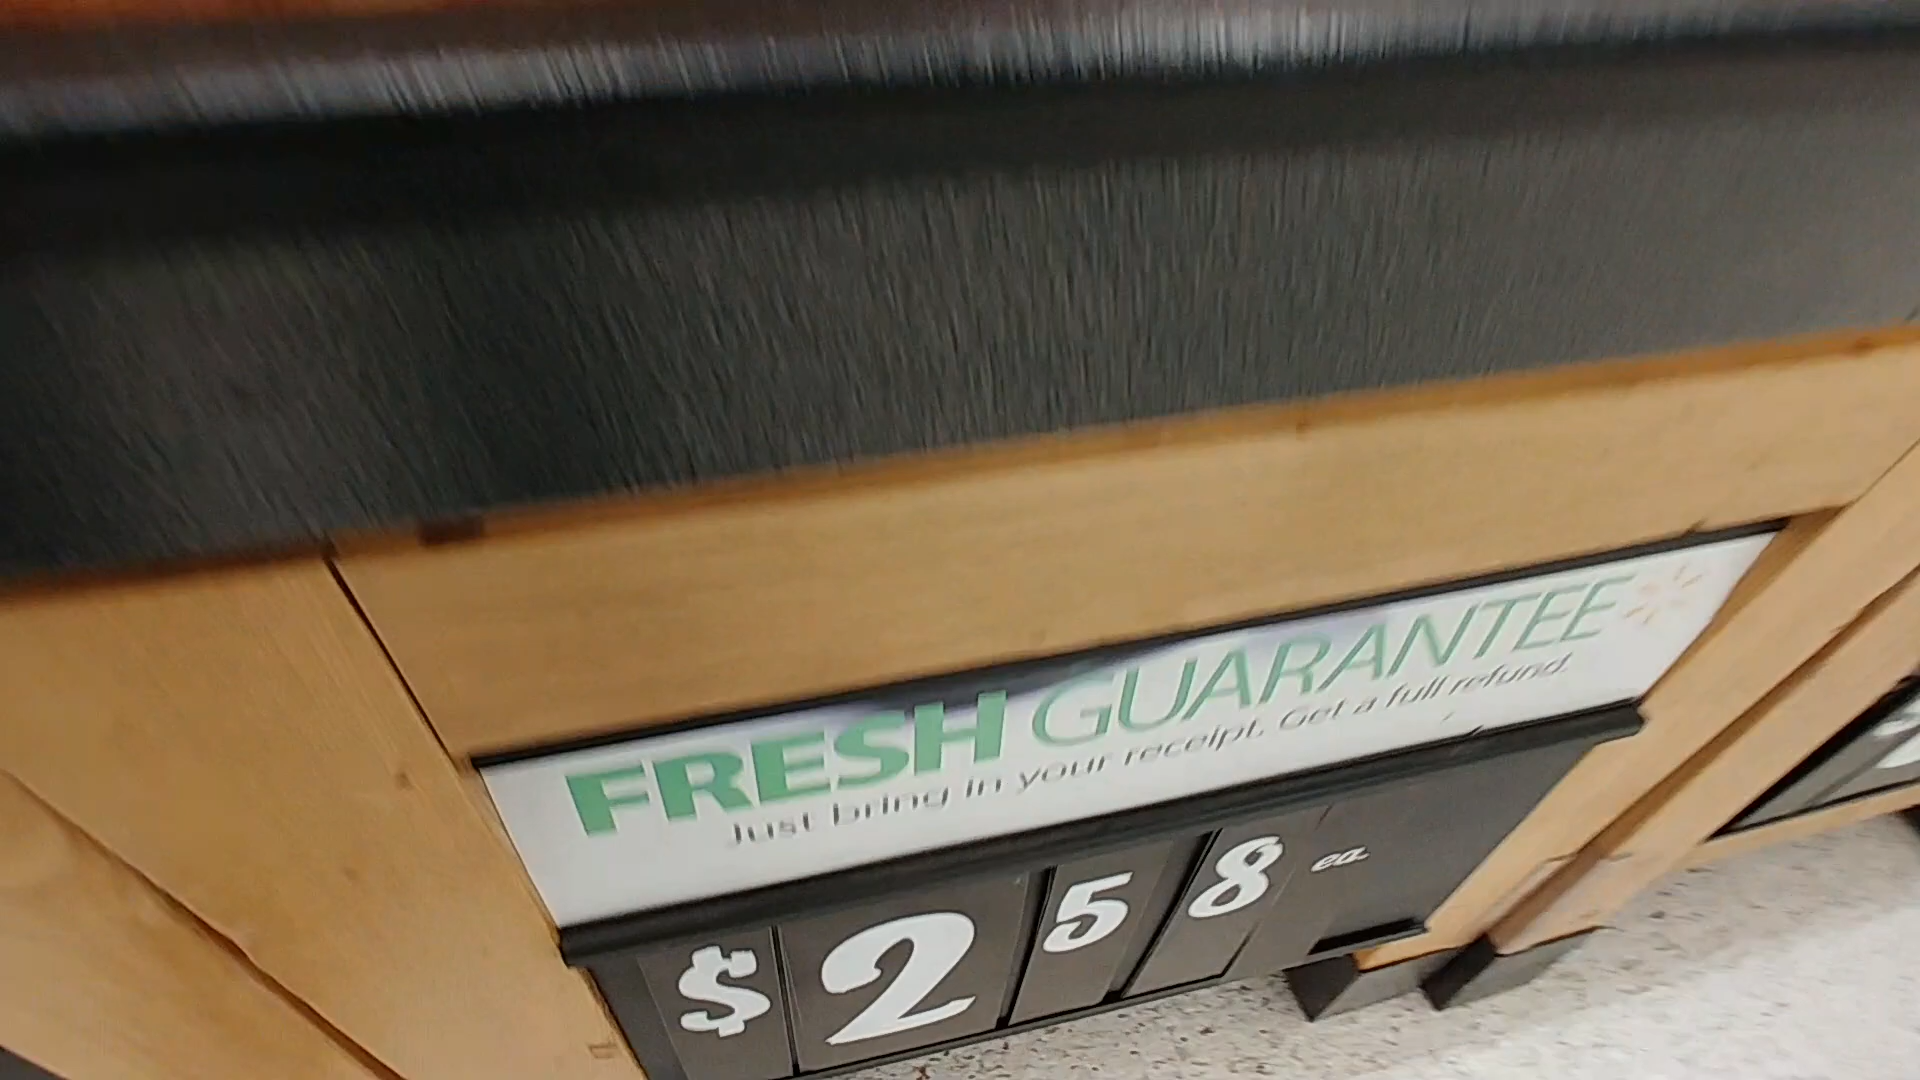 FRESH GUARANTEE
Just bring in your receipt. Get a full refund.
$2 58 ea